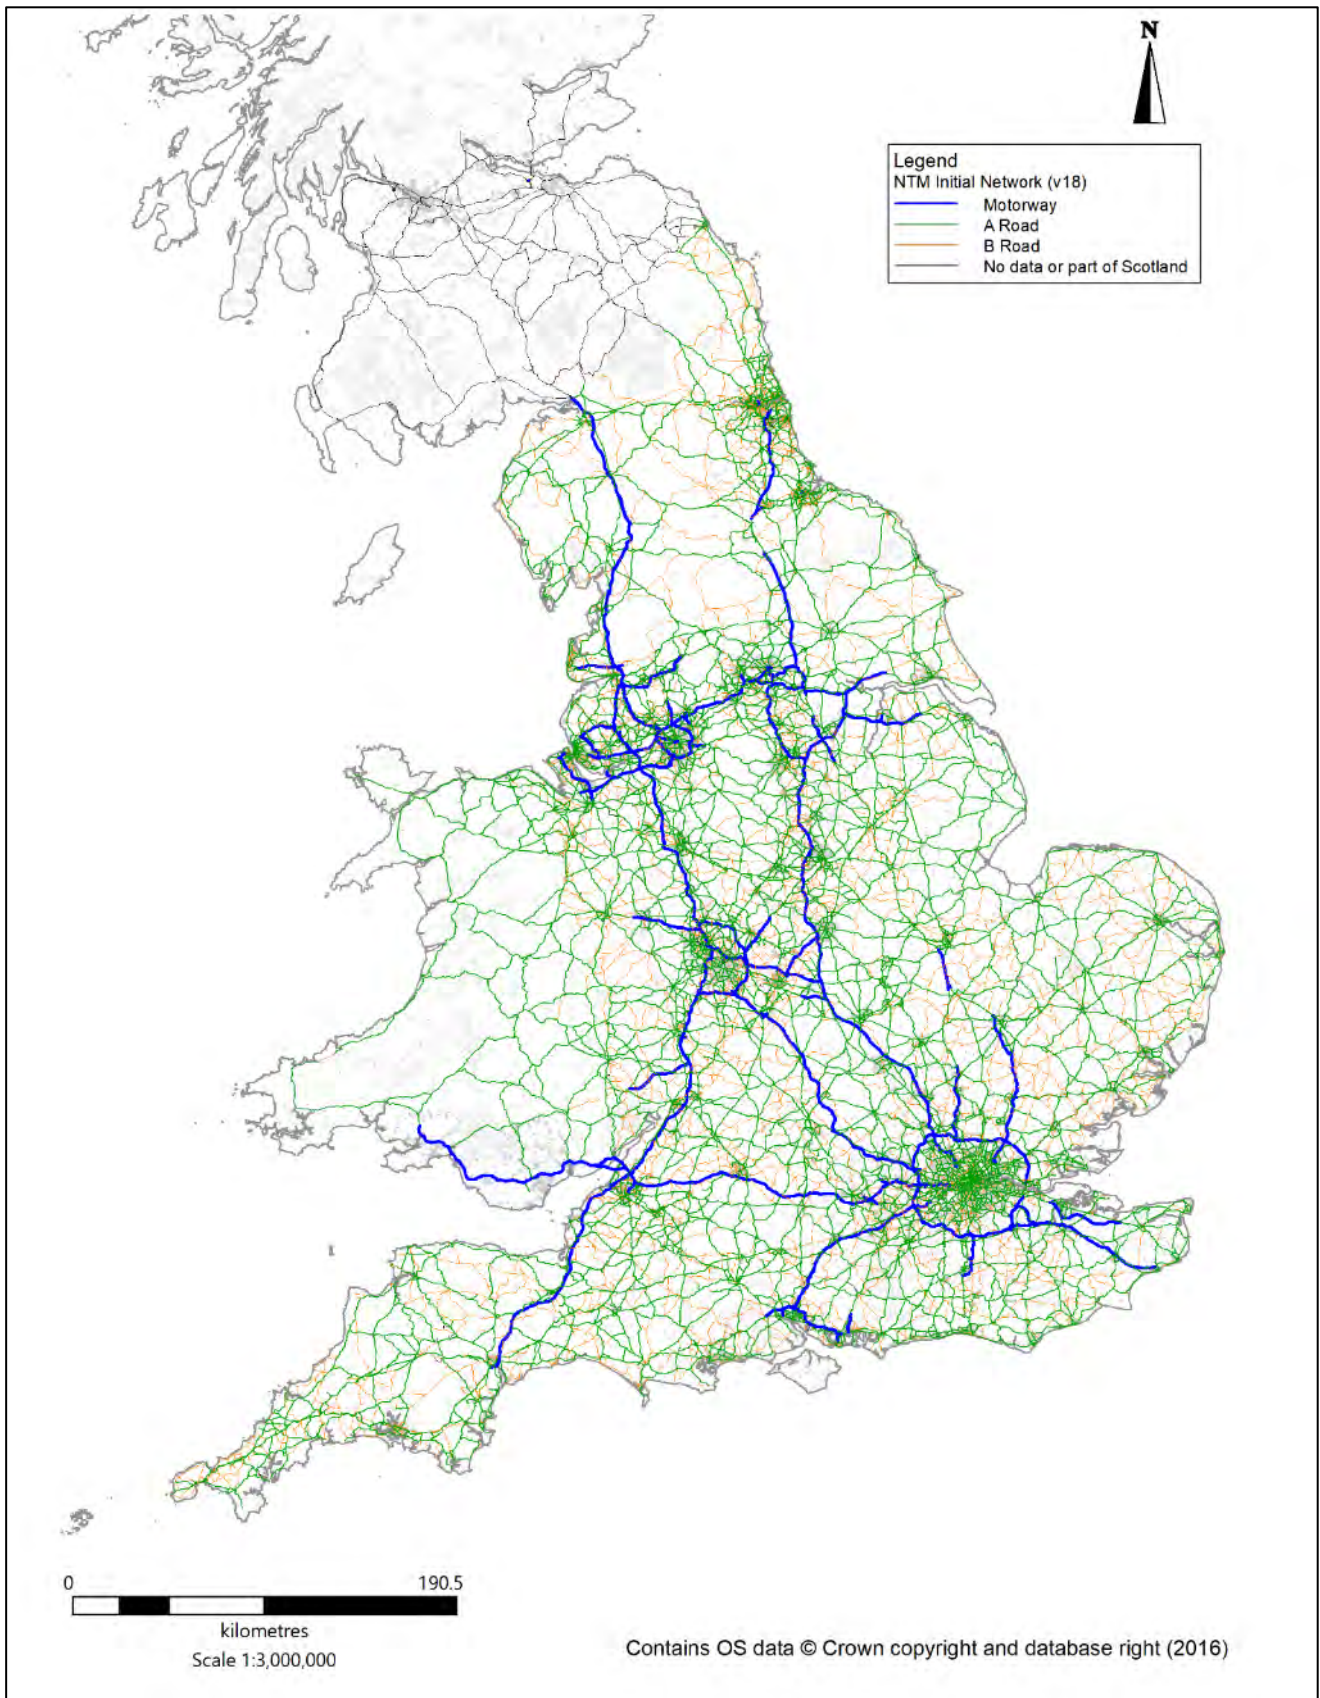 N
Legend
NTM Initial Network (v18)
Motorway
A Road
B Road
No data or part of Scotland
0 190.5
kilometres
Scale 1:3,000,000
Contains OS data © Crown copyright and database right (2016)